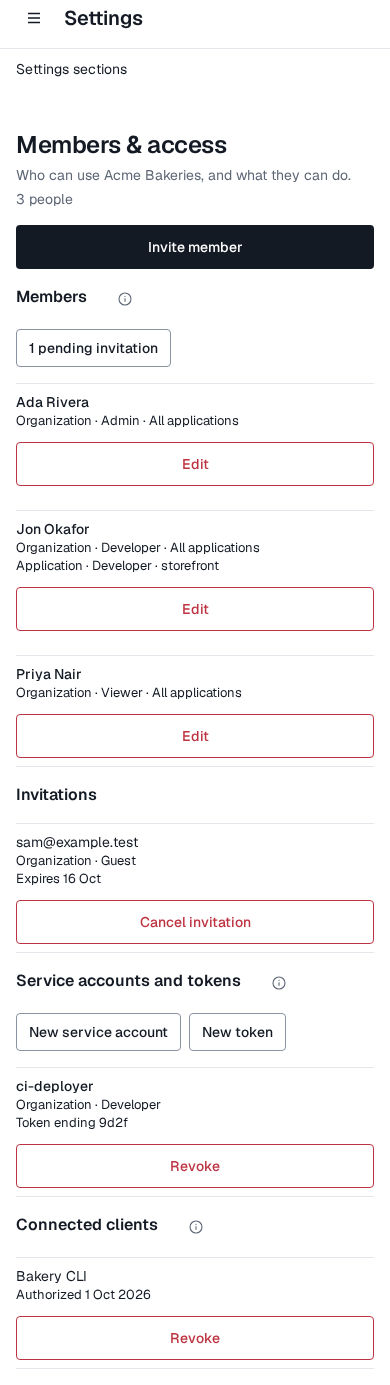 Settings
Settings sections
Members & access
Who can use Acme Bakeries, and what they can do.
3 people
Invite member
Members
1 pending invitation
Ada Rivera
Organization · Admin · All applications
Edit
Jon Okafor
Organization · Developer · All applications
Application · Developer · storefront
Edit
Priya Nair
Organization · Viewer · All applications
Edit
Invitations
sam@example.test
Organization · Guest
Expires 16 Oct
Cancel invitation
Service accounts and tokens
New service account New token
ci-deployer
Organization · Developer
Token ending 9d2f
Revoke
Connected clients
Bakery CLI
Authorized 1 Oct 2026
Revoke